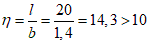 η = l/b = 20/1,4 = 14,3 > 10